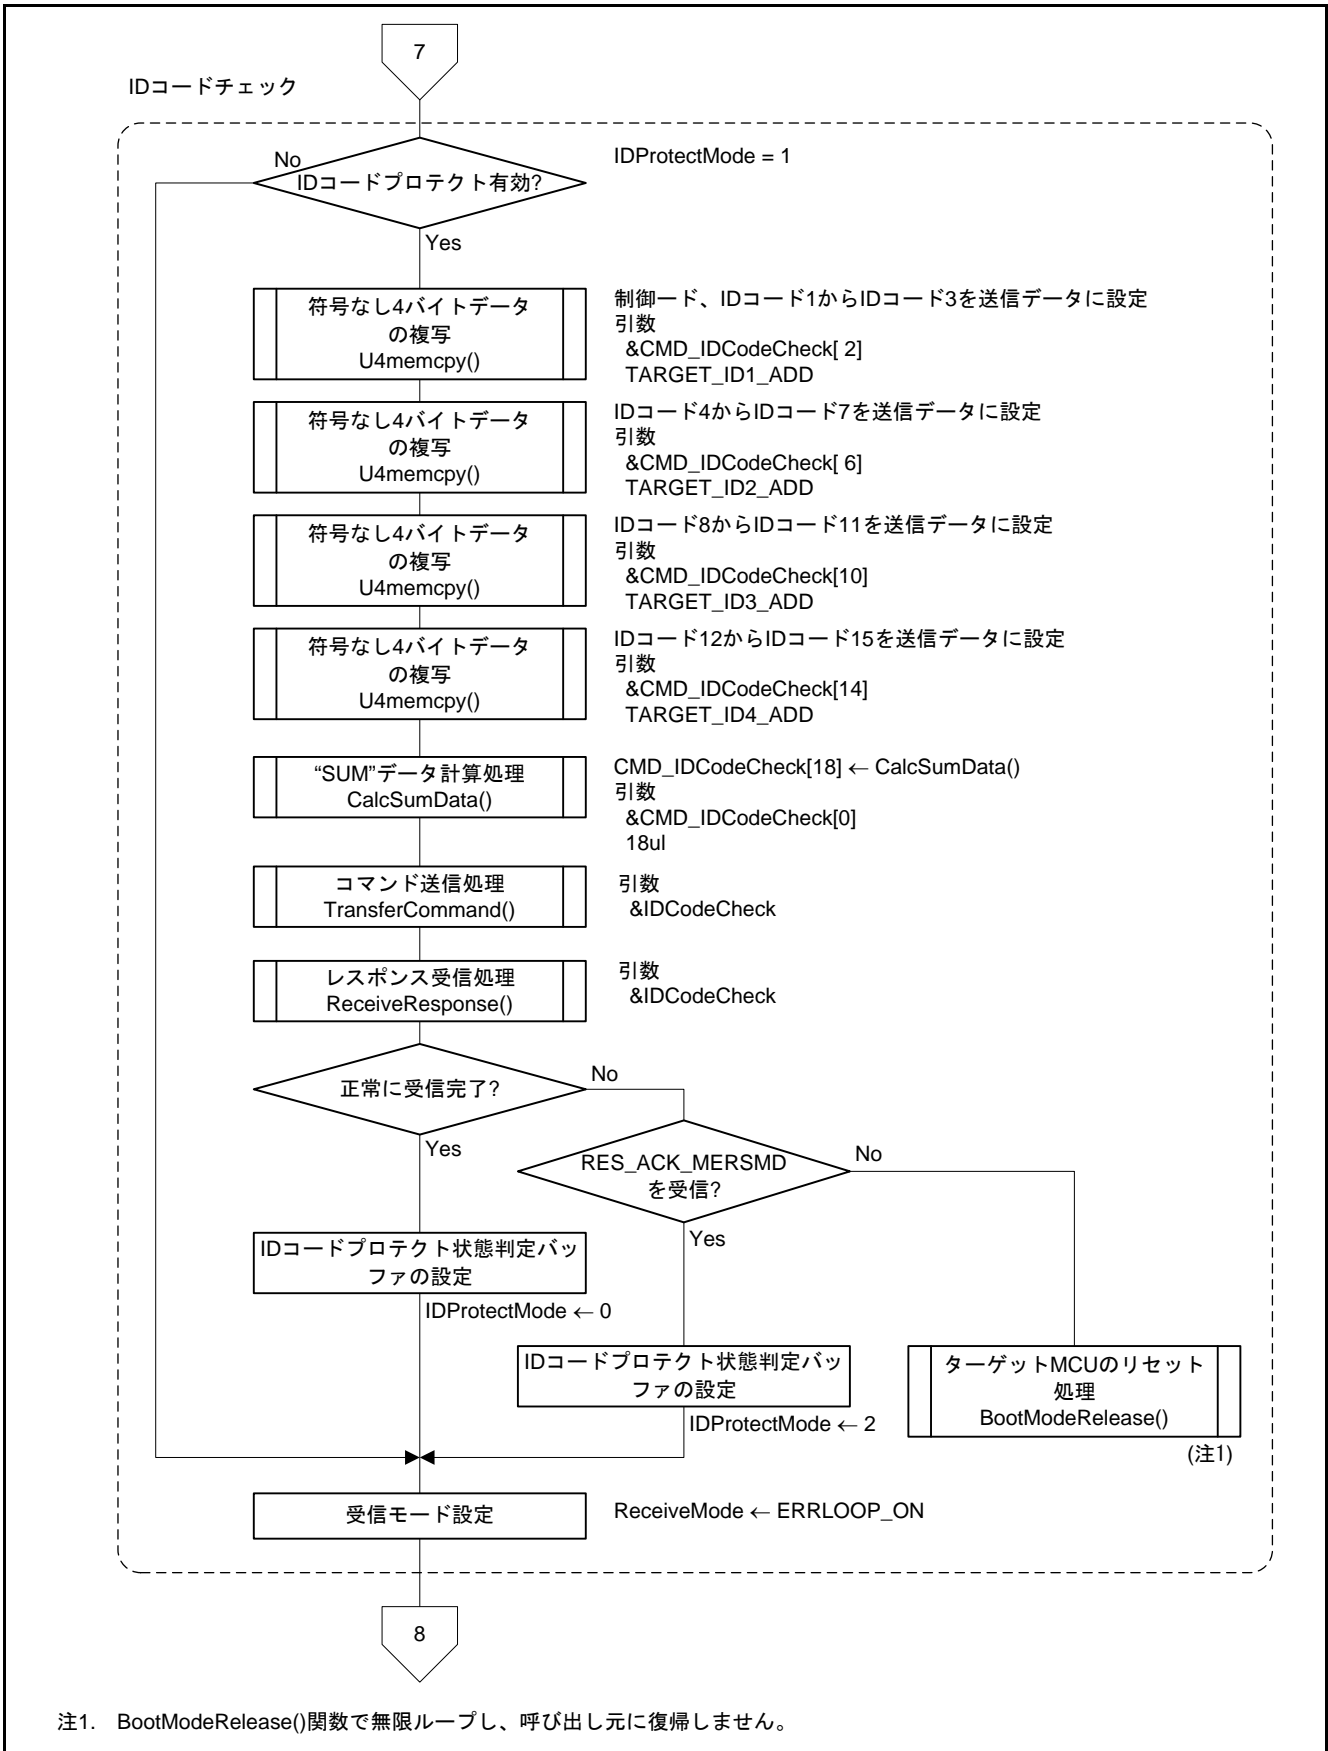 7
IDコードチェック
No
IDProtectMode = 1
IDコードプロテクト有効?
Yes
符号なし4バイトデータ
の複写
U4memcpy()
制御ード、IDコード1からIDコード3を送信データに設定
引数
&CMD_IDCodeCheck[ 2]
TARGET_ID1_ADD
符号なし4バイトデータ
の複写
U4memcpy()
IDコード4からIDコード7を送信データに設定
引数
&CMD_IDCodeCheck[ 6]
TARGET_ID2_ADD
符号なし4バイトデータ
の複写
U4memcpy()
IDコード8からIDコード11を送信データに設定
引数
&CMD_IDCodeCheck[10]
TARGET_ID3_ADD
符号なし4バイトデータ
の複写
U4memcpy()
IDコード12からIDコード15を送信データに設定
引数
&CMD_IDCodeCheck[14]
TARGET_ID4_ADD
“SUM”データ計算処理
CalcSumData()
CMD_IDCodeCheck[18] ← CalcSumData()
引数
&CMD_IDCodeCheck[0]
18ul
コマンド送信処理
TransferCommand()
引数
&IDCodeCheck
レスポンス受信処理
ReceiveResponse()
引数
&IDCodeCheck
正常に受信完了?
No
Yes
RES_ACK_MERSMD
を受信?
No
Yes
IDコードプロテクト状態判定バッ
ファの設定
IDProtectMode ← 0
IDコードプロテクト状態判定バッ
ファの設定
IDProtectMode ← 2
ターゲットMCUのリセット
処理
BootModeRelease()
(注1)
受信モード設定
ReceiveMode ← ERRLOOP_ON
8
注1. BootModeRelease()関数で無限ループし、呼び出し元に復帰しません。